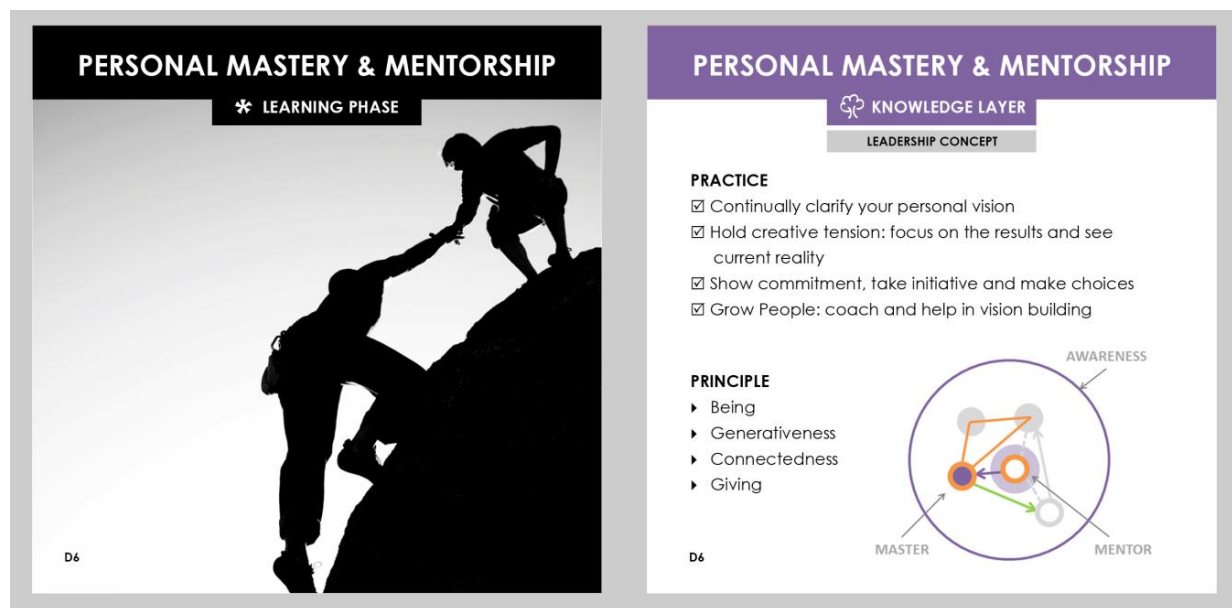 PERSONAL MASTERY & MENTORSHIP
LEARNING PHASE
D6
PERSONAL MASTERY & MENTORSHIP
KNOWLEDGE LAYER
LEADERSHIP CONCEPT
PRACTICE
☑ Continually clarify your personal vision
☑ Hold creative tension: focus on the results and see
current reality
☑ Show commitment, take initiative and make choices
☑ Grow People: coach and help in vision building
AWARENESS
PRINCIPLE
Being
Generativeness
Connectedness
Giving
MASTER
MENTOR
D6